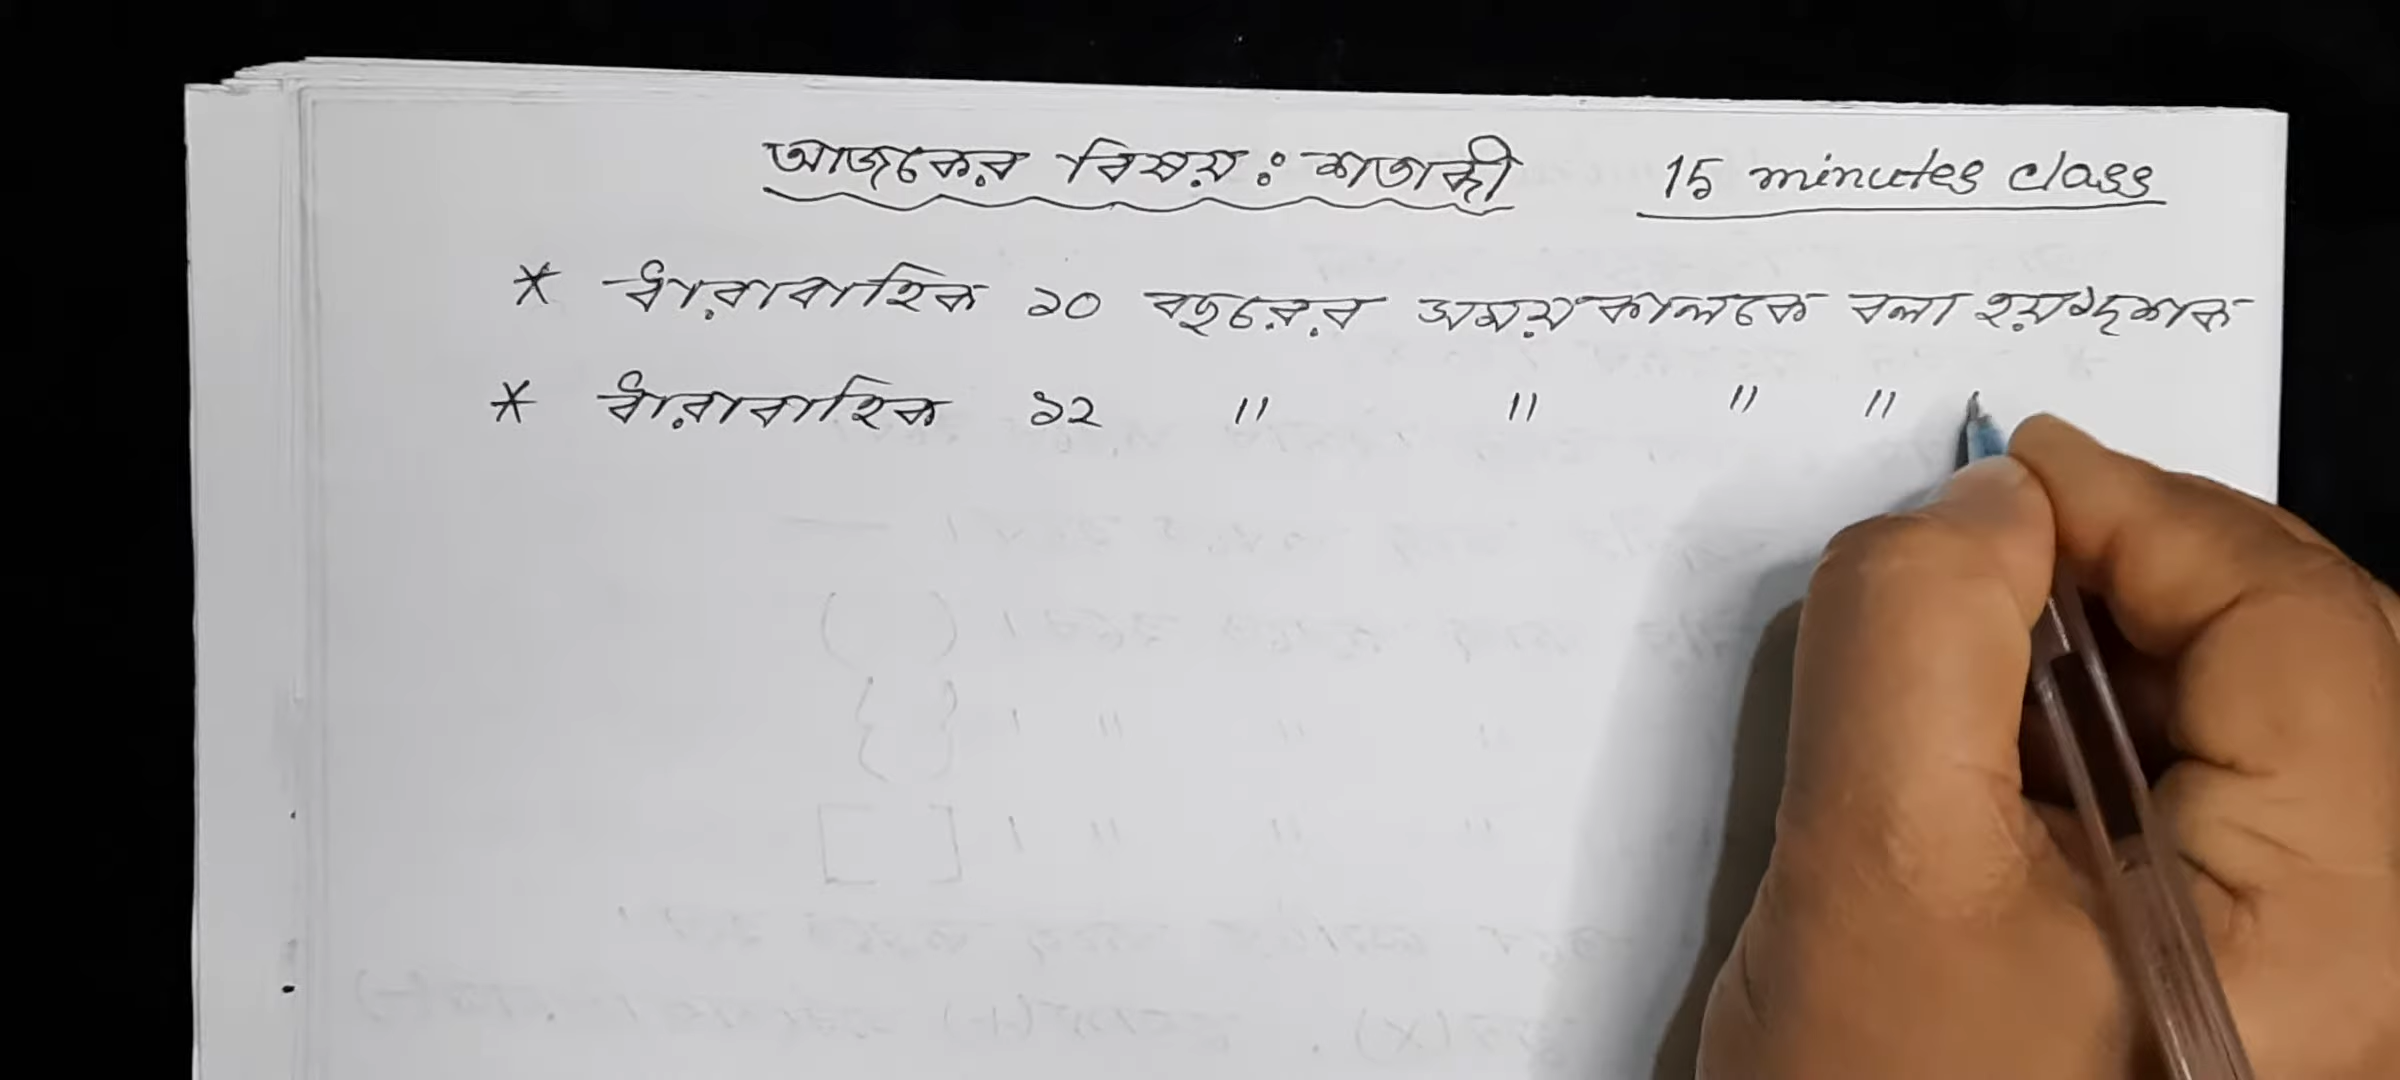 আজকের বিষয়ঃ শতাব্দী 15 minutes class
* ধারাবাহিক ১০ বছরের সময়কালকে বলা হয় দশক
* ধারাবাহিক ১২ " " " "